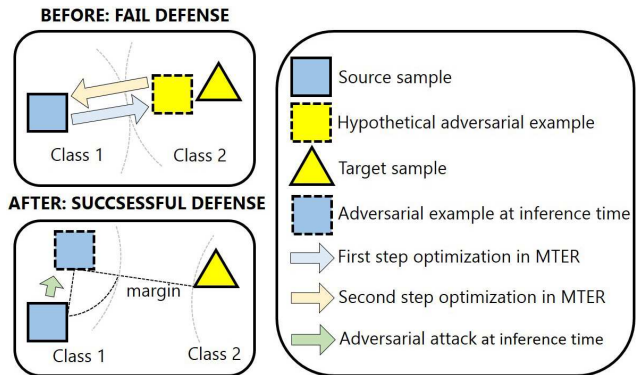 BEFORE: FAIL DEFENSE
Class 1
Class 2
AFTER: SUCCSESSFUL DEFENSE
margin
Class 1
Class 2
Source sample
Hypothetical adversarial example
Target sample
Adversarial example at inference time
First step optimization in MTER
Second step optimization in MTER
Adversarial attack at inference time